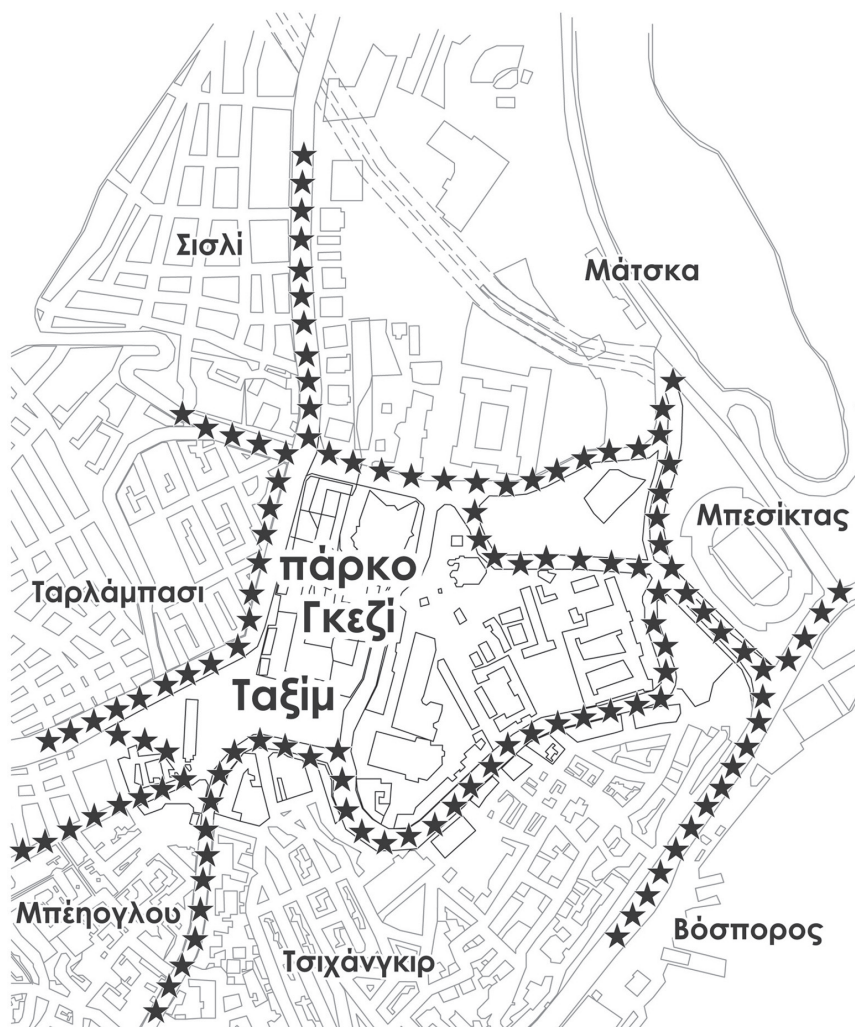 Σισλί
Μάτσκα
Μπεσίκτας
πάρκο
Γκεζί
Ταρλάμπασι
Ταξίμ
Μπέηογλου
Τσιχάνγκιρ
Βόσπορος